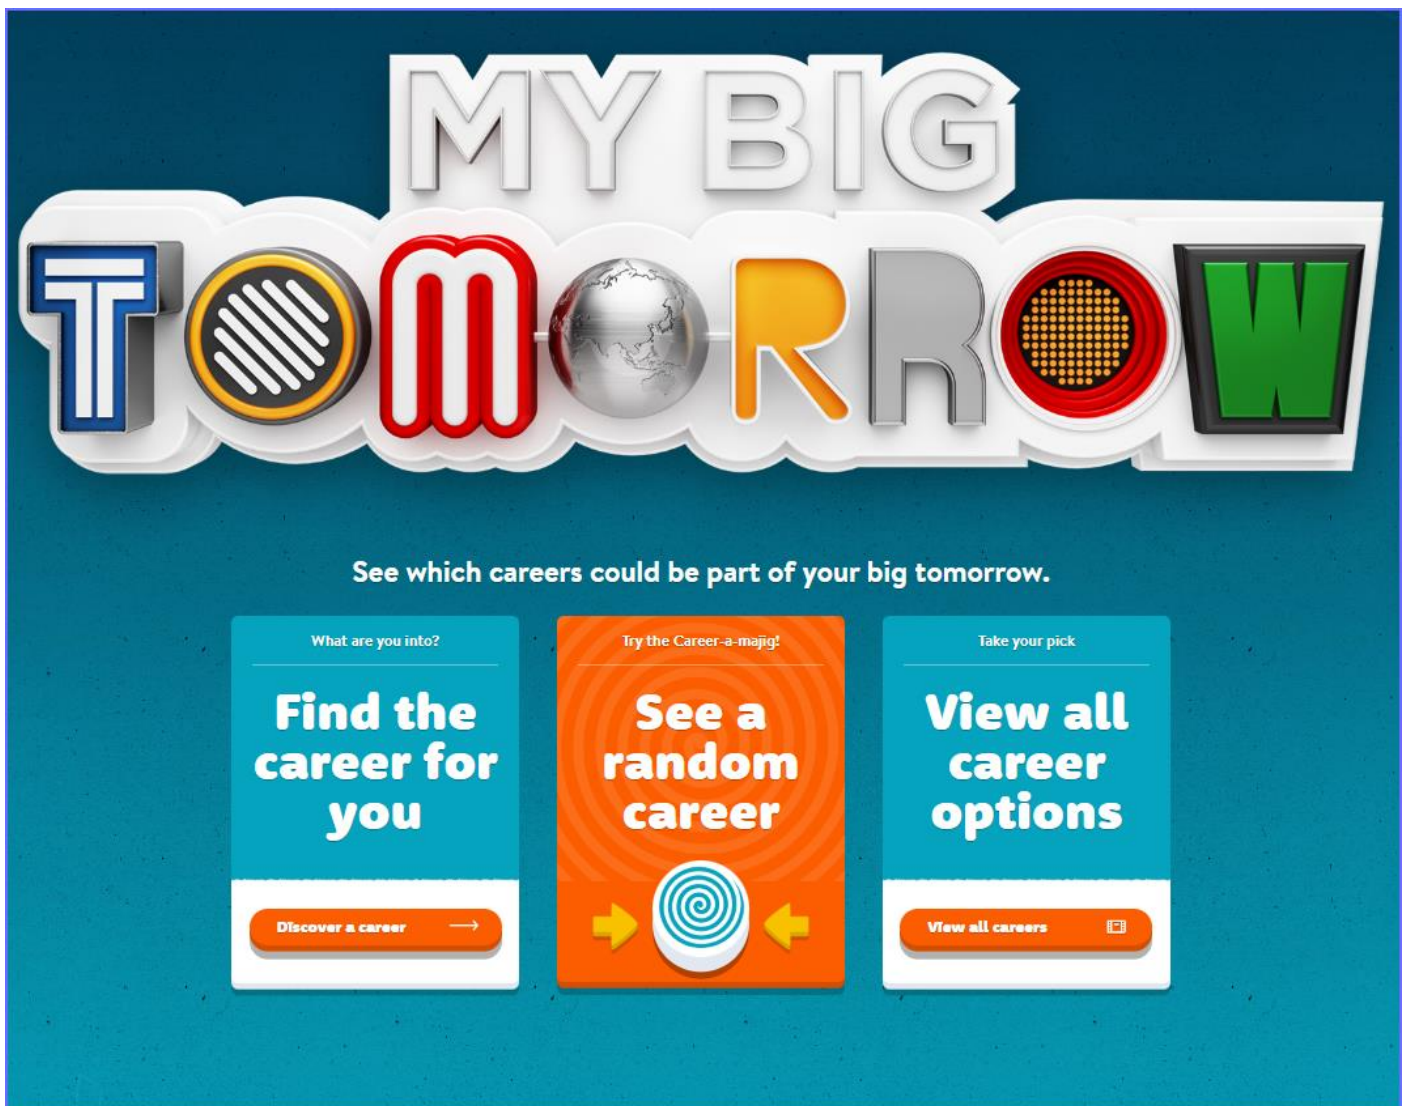 MY BIG
TOMORROW
See which careers could be part of your big tomorrow.
What are you into?
Find the
career for
you
Discover a career
Try the Career-a-majig!
See a
random
career
Take your pick
View all
career
options
View all careers